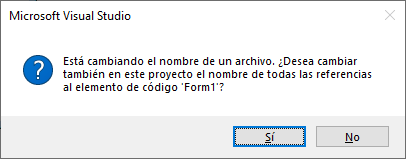 Microsoft Visual Studio
Está cambiando el nombre de un archivo. ¿Desea cambiar
también en este proyecto el nombre de todas las referencias
al elemento de código 'Form1'?
Sí
No